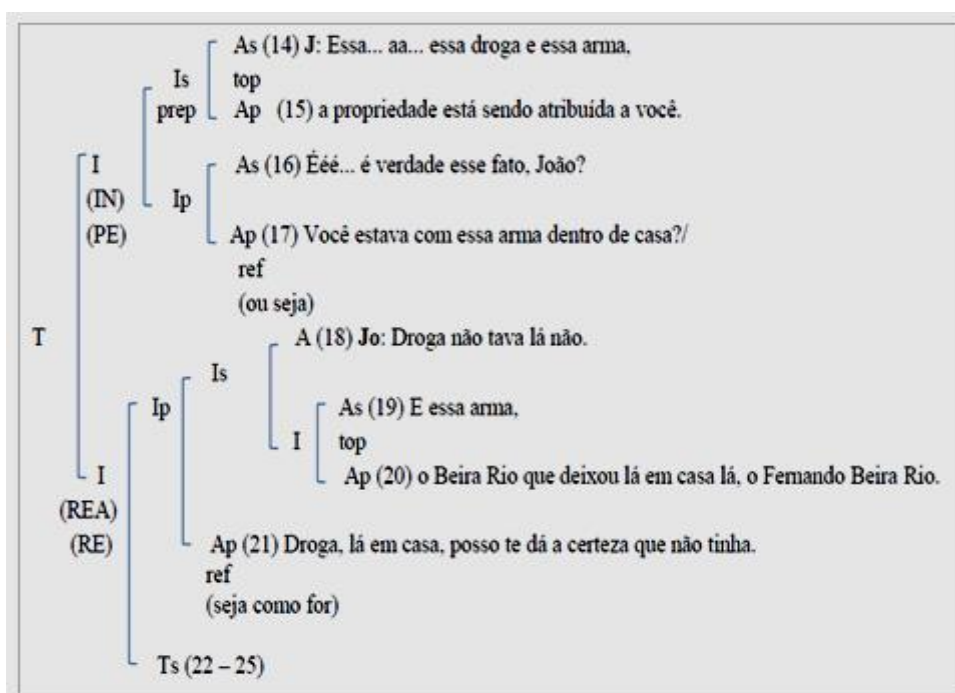 As (14) J: Essa... aa... essa droga e essa arma,
Is top
prep Ap (15) a propriedade está sendo atribuída a você.
I As (16) Ééé... é verdade esse fato, João?
(IN) Ip
(PE) Ap (17) Você estava com essa arma dentro de casa?/
ref
(ou seja)
T A (18) Jo: Droga não tava lá não.
Is
Ip As (19) E essa arma,
I top
I Ap (20) o Beira Rio que deixou lá em casa lá, o Fernando Beira Rio.
(REA)
(RE) Ap (21) Droga, lá em casa, posso te dá a certeza que não tinha.
ref
(seja como for)
Ts (22 – 25)